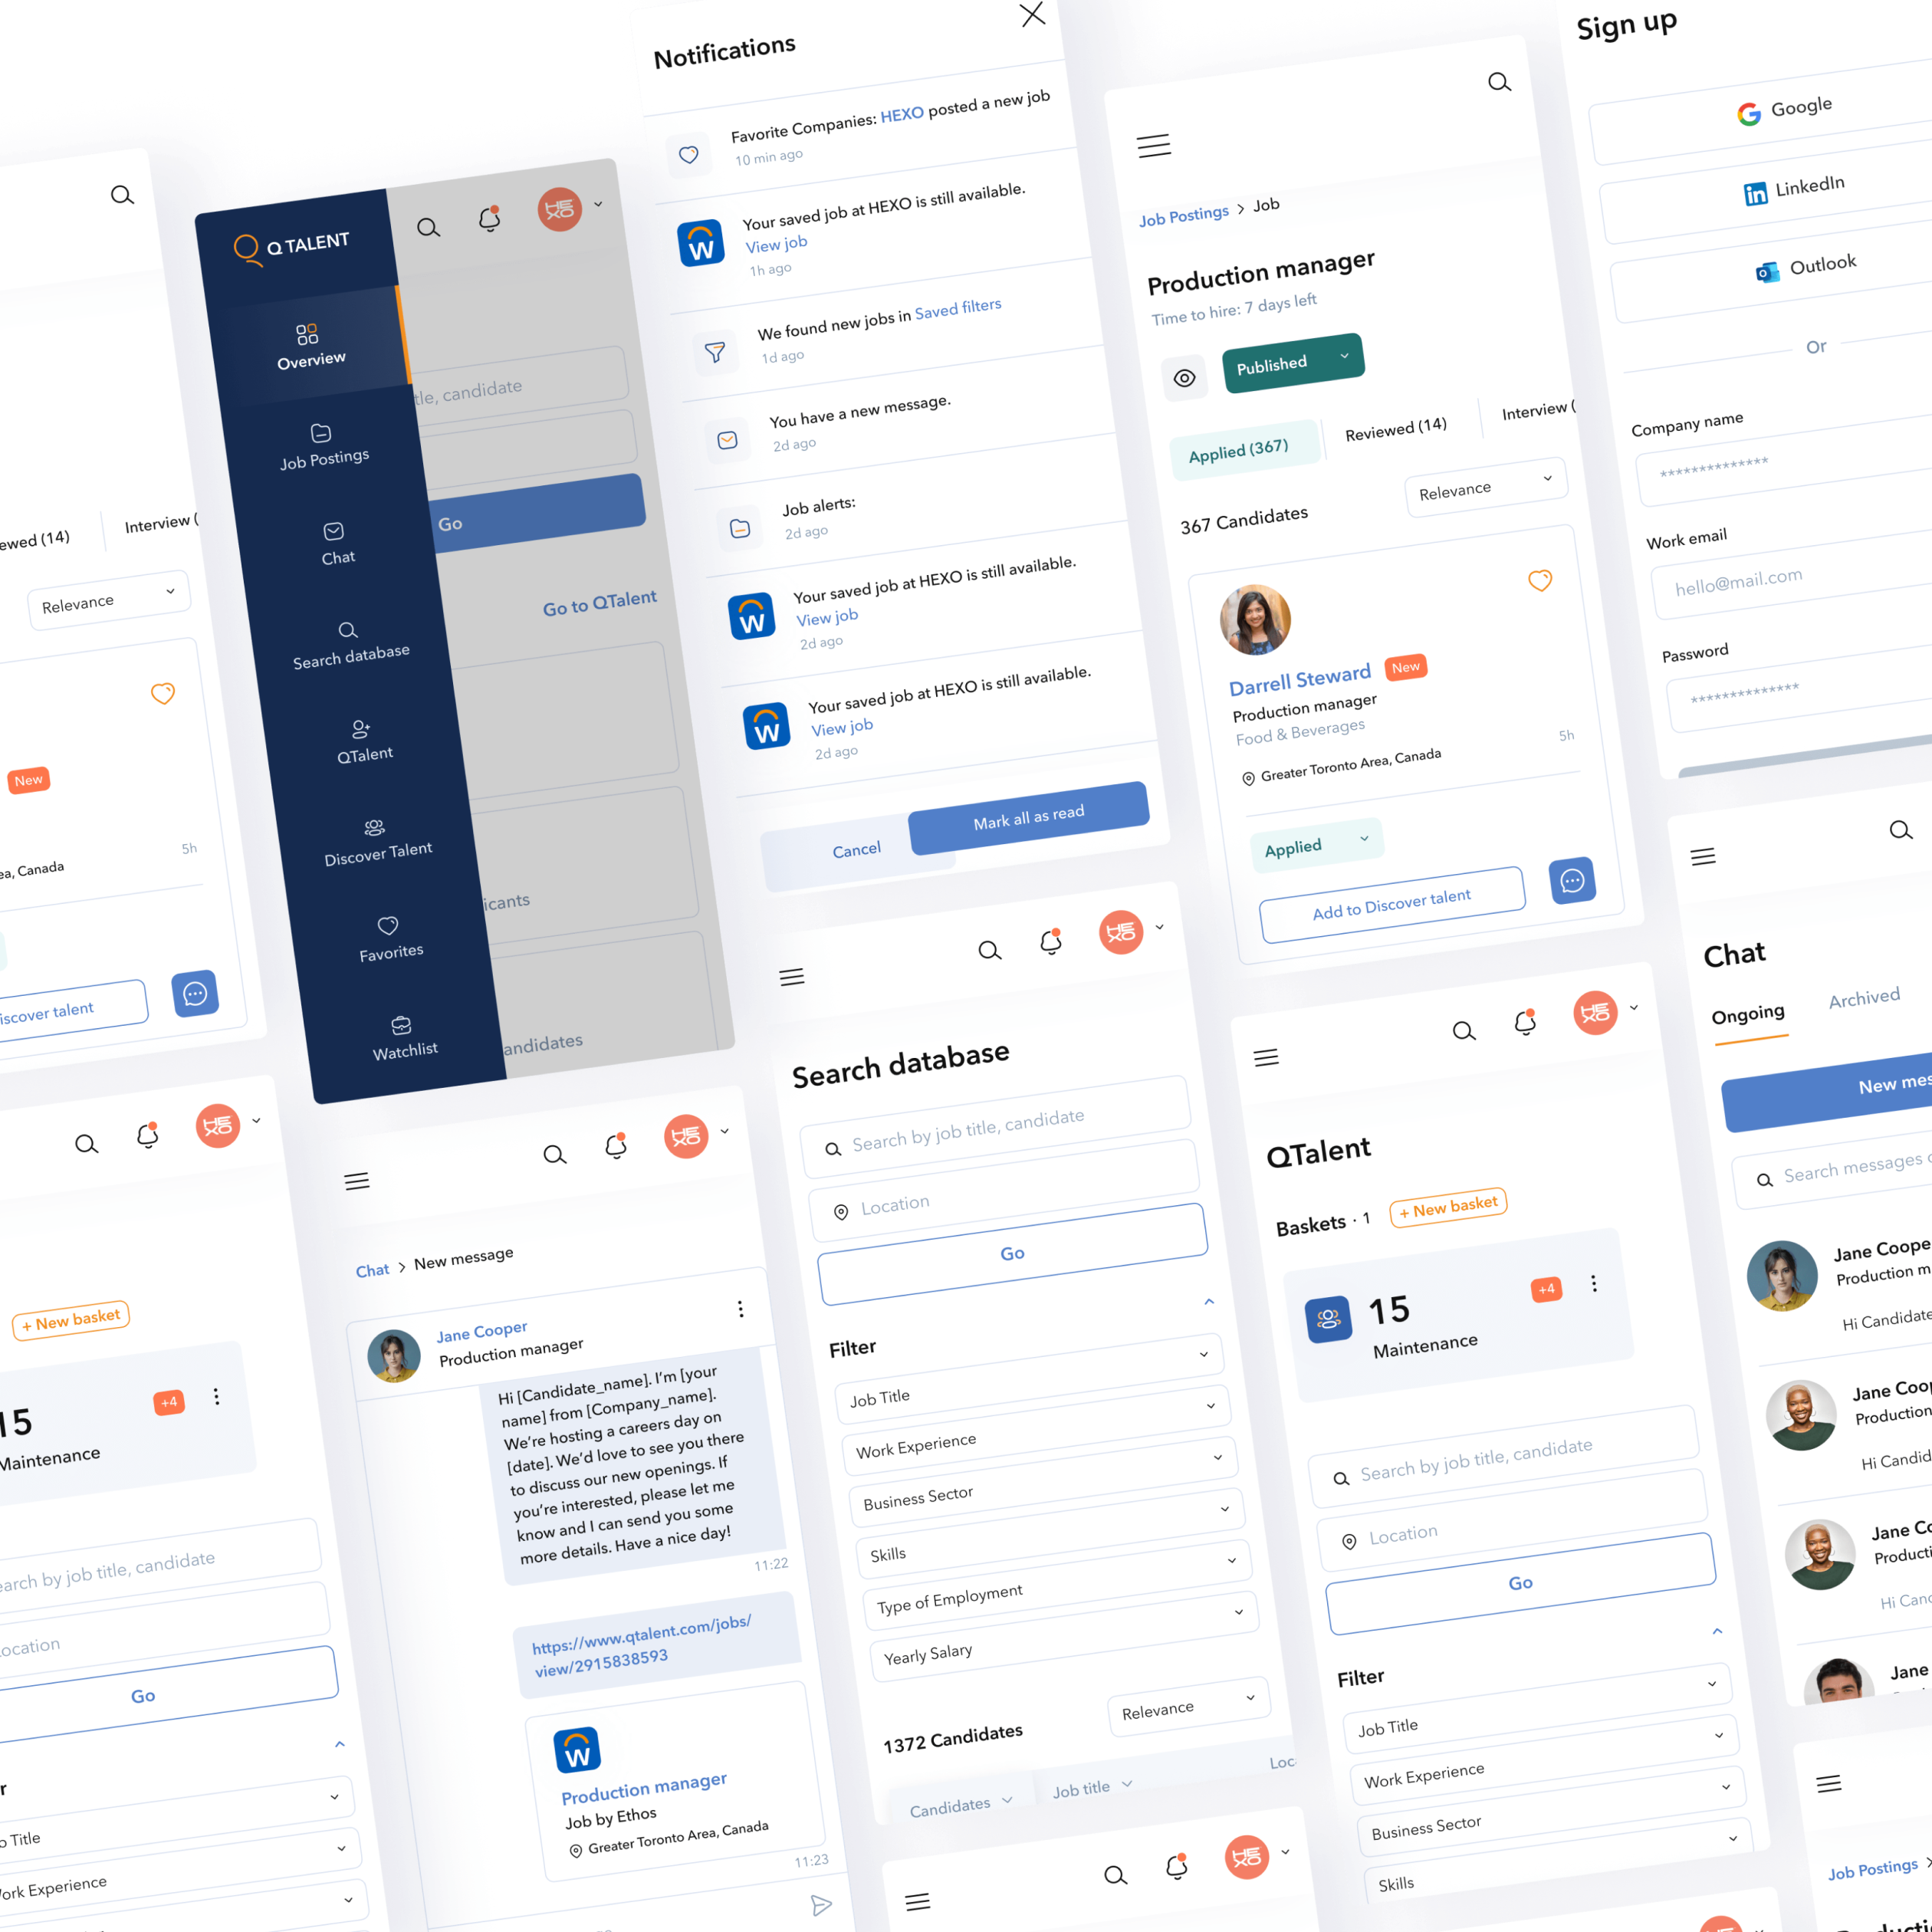 Reviewed (14)
Interview (
Relevance
New
ea, Canada
5h
iscover talent
Q TALENT
Overview
Job Postings
Chat
Search database
QTalent
Discover Talent
Favorites
Watchlist
HEXO
tle, candidate
Go
Go to QTalent
icants
andidates
Notifications
Favorite Companies: HEXO posted a new job
10 min ago
W
Your saved job at HEXO is still available.
View job
1h ago
We found new jobs in Saved filters
1d ago
You have a new message.
2d ago
Job alerts:
2d ago
W
Your saved job at HEXO is still available.
View job
2d ago
W
Your saved job at HEXO is still available.
View job
2d ago
Cancel
Mark all as read
Job Postings > Job
Production manager
Time to hire: 7 days left
Published
Applied (367)
Reviewed (14)
Interview (
367 Candidates
Relevance
Darrell Steward
New
Production manager
Food & Beverages
Greater Toronto Area, Canada
5h
Applied
Add to Discover talent
Sign up
Google
LinkedIn
Outlook
Or
Company name
**************
Work email
hello@mail.com
Password
**************
HEXO
+ New basket
15
+4
Maintenance
earch by job title, candidate
ocation
Go
r
b Title
ork Experience
HEXO
Chat > New message
Jane Cooper
Production manager
Hi [Candidate_name]. I'm [your
name] from [Company_name].
We're hosting a careers day on
[date]. We'd love to see you there
to discuss our new openings. If
you're interested, please let me
know and I can send you some
more details. Have a nice day!
11:22
https://www.qtalent.com/jobs/
view/2915838593
W
Production manager
Job by Ethos
Greater Toronto Area, Canada
11:23
HEXO
Search database
Search by job title, candidate
Location
Go
Filter
Job Title
Work Experience
Business Sector
Skills
Type of Employment
Yearly Salary
1372 Candidates
Relevance
Candidates
Job title
Loc
HEXO
HEXO
QTalent
Baskets · 1
+ New basket
15
+4
Maintenance
Search by job title, candidate
Location
Go
Filter
Job Title
Work Experience
Business Sector
Skills
Chat
Ongoing
Archived
New mes
Search messages
Jane Coope
Production m
Hi Candidate
Jane Coop
Production
Hi Candid
Jane Co
Producti
Hi Canc
Jane
Job Postings >